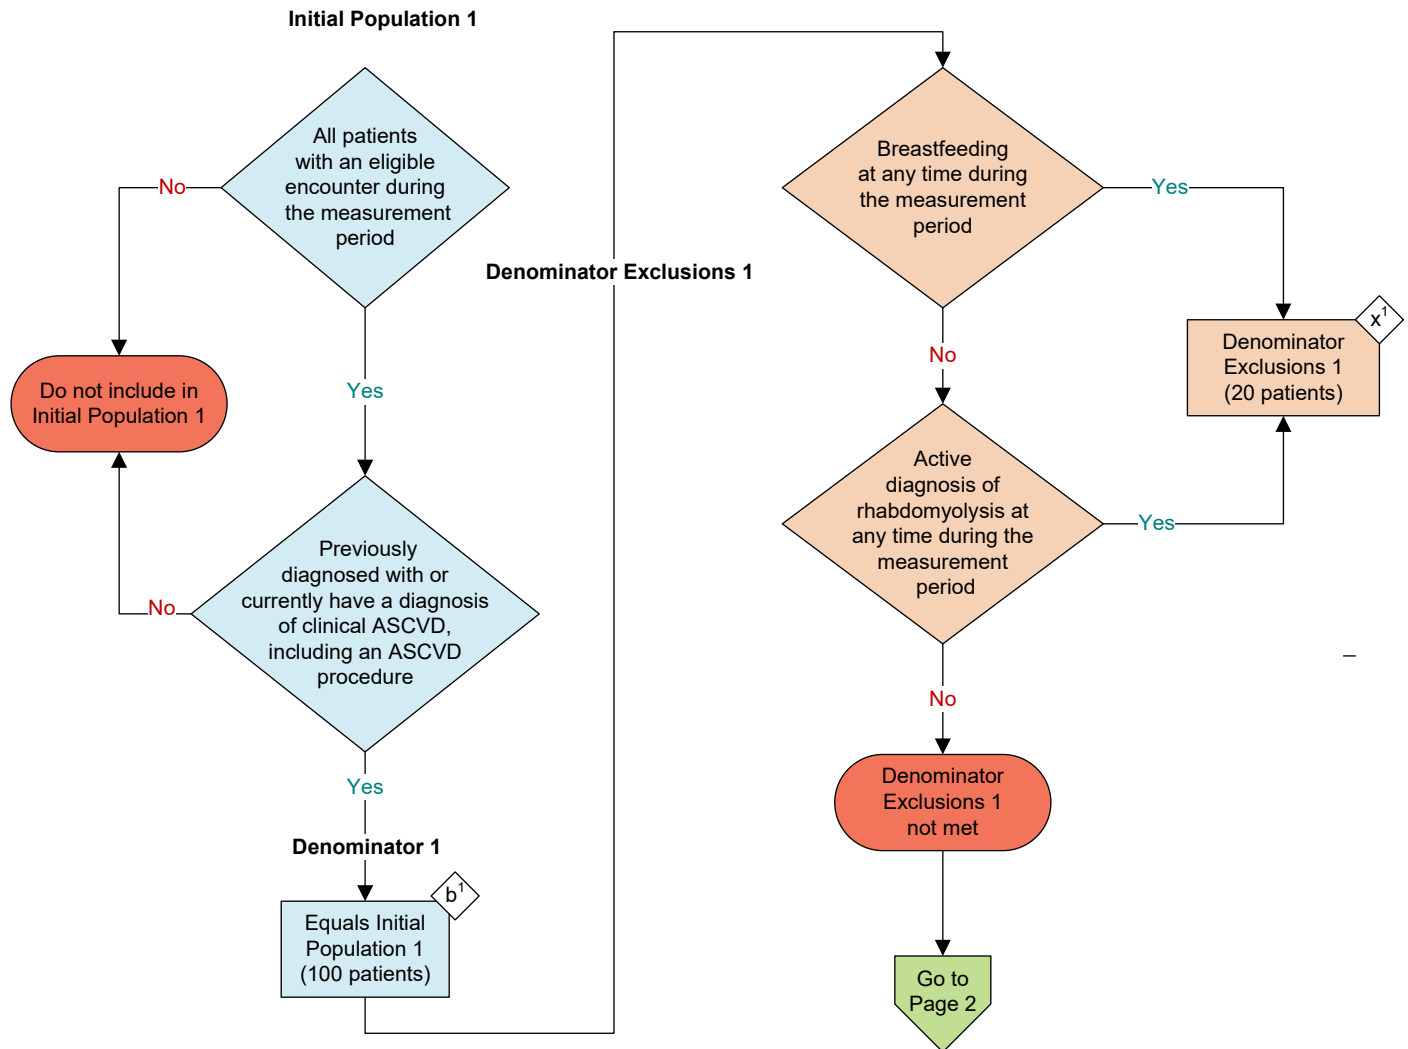 Initial Population 1
All patients
with an eligible
encounter during
the measurement
period
No
Yes
Do not include in
Initial Population 1
Previously
diagnosed with or
currently have a diagnosis
of clinical ASCVD,
including an ASCVD
procedure
No
Yes
Denominator 1
b¹
Equals Initial
Population 1
(100 patients)
Denominator Exclusions 1
Breastfeeding
at any time during
the measurement
period
Yes
No
x¹
Denominator
Exclusions 1
(20 patients)
Active
diagnosis of
rhabdomyolysis at
any time during the
measurement
period
Yes
No
Denominator
Exclusions 1
not met
Go to
Page 2
–